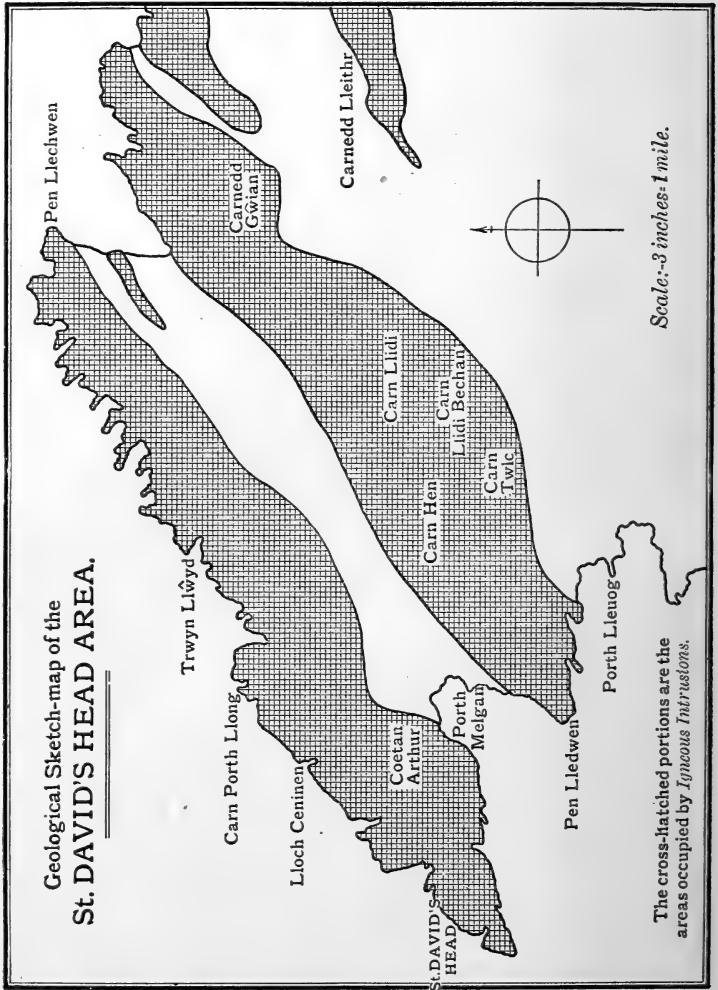 Geological Sketch-map of the
St. DAVID'S HEAD AREA.
Pen Llechwen
Carnedd
Gŵian
Carnedd Lleithr
Trwyn Llŵyd
Carn Llidi
Carn
Llidi Bechan
Carn Hen
Carn
Twlc
Carn Porth Llong
Lloch Ceninen
Coetan
Arthur
Porth
Melgan
St. DAVID'S
HEAD
Pen Lledwen
Porth Lleuog
Scale:-3 inches=1 mile.
The cross-hatched portions are the
areas occupied by Igneous Intrusions.